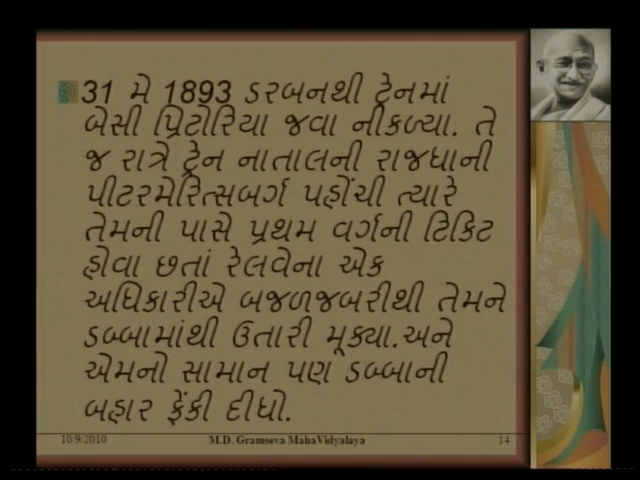 31 મે 1893 ડરબનથી ટ્રેનમાં
બેસી પ્રિટોરિયા જવા નીકળ્યા. તે
જ રાત્રે ટ્રેન નાતાલની રાજધાની
પીટરમેરિત્સબર્ગ પહોંચી ત્યારે
તેમની પાસે પ્રથમ વર્ગની ટિકિટ
હોવા છતાં રેલવેના એક
અધિકારીએ બજળજબરીથી તેમને
ડબ્બામાંથી ઉતારી મૂક્યા.અને
એમનો સામાન પણ ડબ્બાની
બહાર ફેંકી દીધો.
10/9/2010 M.D. Gramseva MahaVidyalaya 14